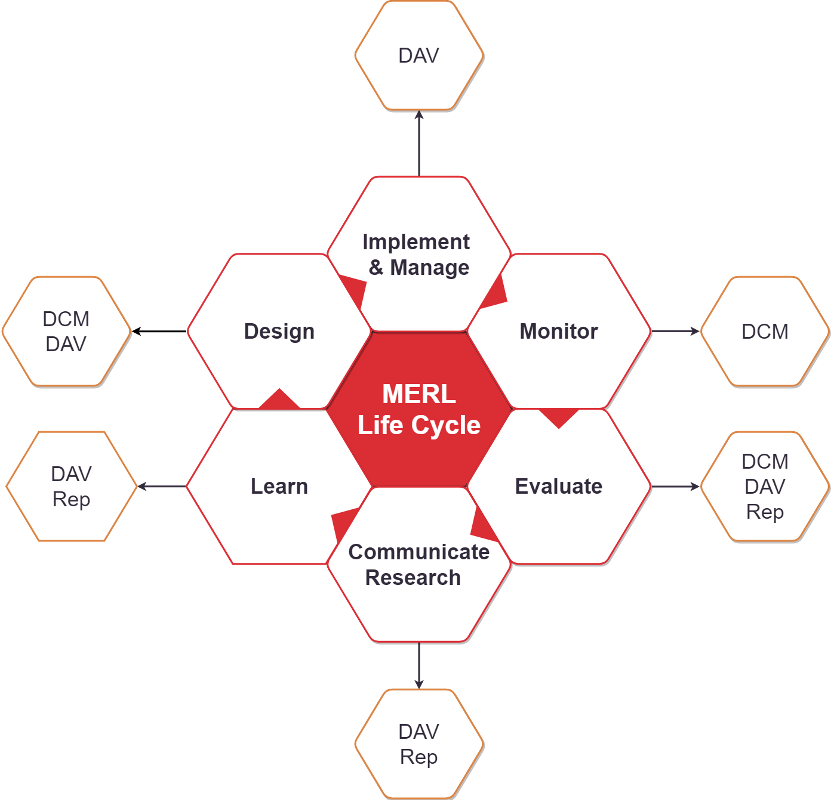 DAV
Implement
& Manage
DCM
DAV
Design
Monitor
DCM
MERL
Life Cycle
DAV
Rep
Learn
Evaluate
DCM
DAV
Rep
Communicate
Research
DAV
Rep